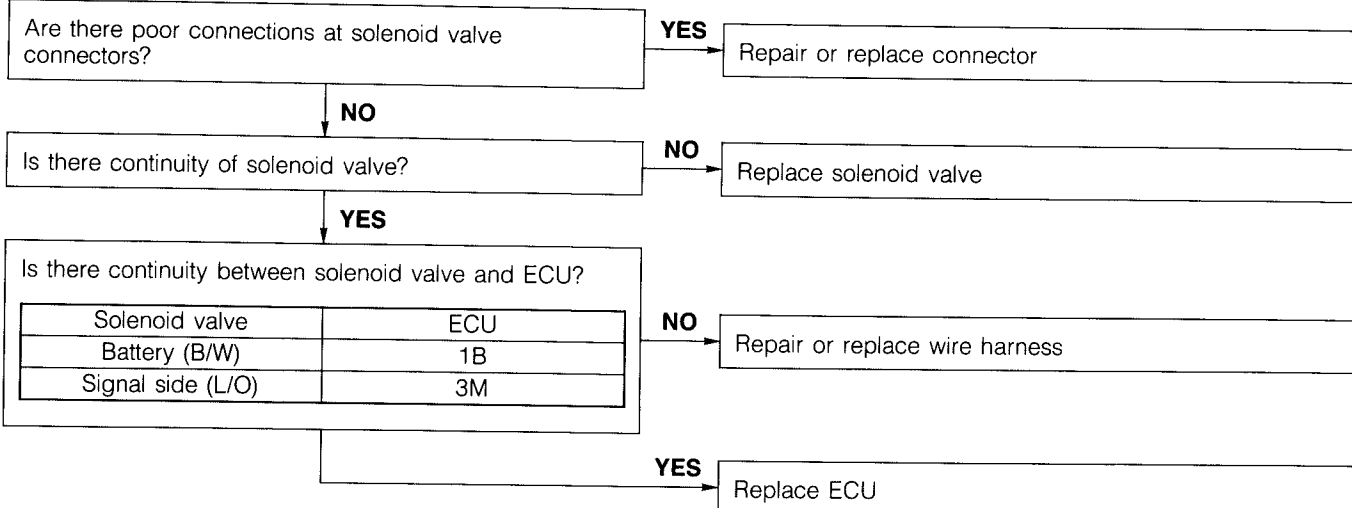 Are there poor connections at solenoid valve
connectors?
YES
Repair or replace connector
NO
Is there continuity of solenoid valve?
NO
Replace solenoid valve
YES
Is there continuity between solenoid valve and ECU?
Solenoid valve ECU
Battery (B/W) 1B
Signal side (L/O) 3M
NO
Repair or replace wire harness
YES
Replace ECU